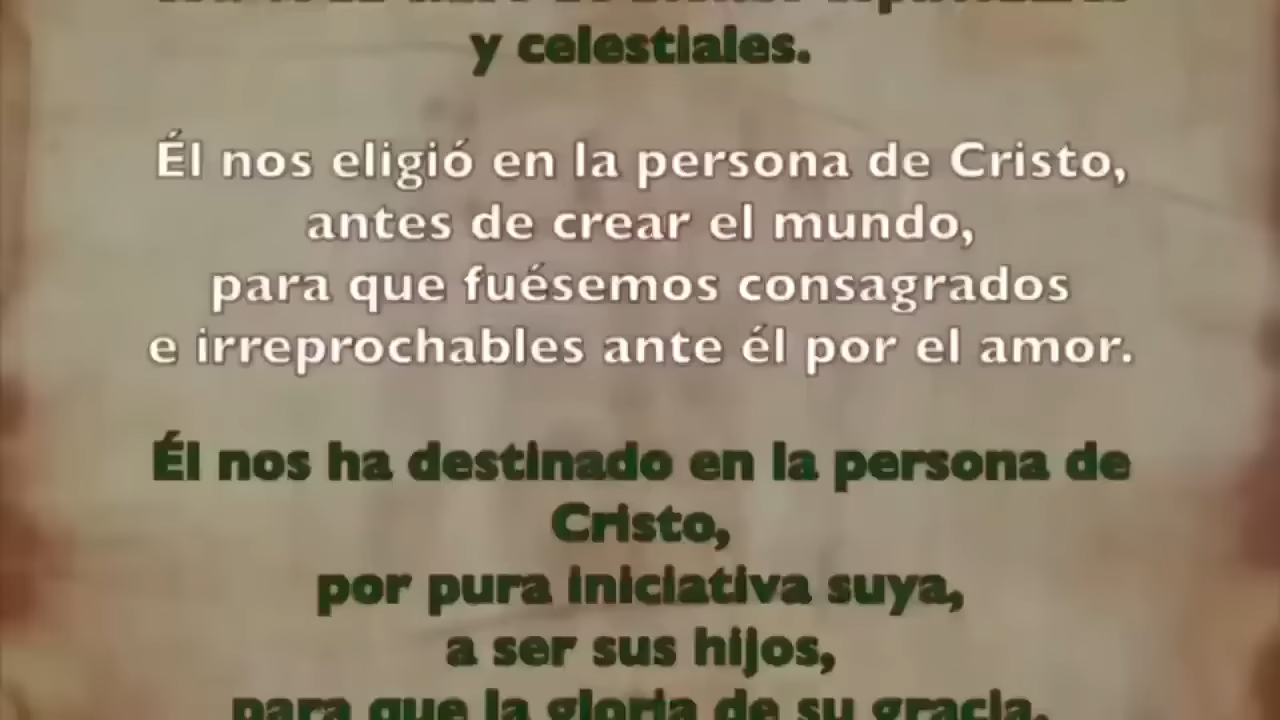 y celestiales.
Él nos eligió en la persona de Cristo,
antes de crear el mundo,
para que fuésemos consagrados
e irreprochables ante él por el amor.
Él nos ha destinado en la persona de
Cristo,
por pura iniciativa suya,
a ser sus hijos,
para que la gloria de su gracia,